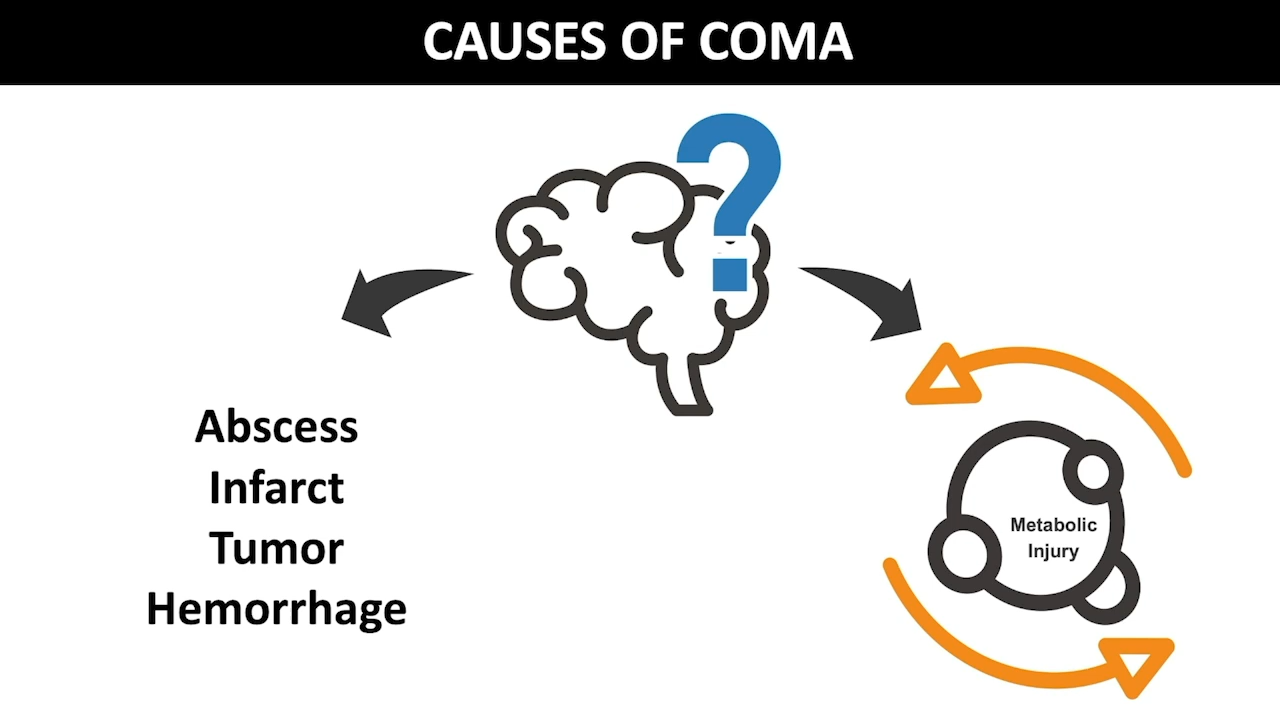 CAUSES OF COMA
?
Abscess
Infarct
Tumor
Hemorrhage
Metabolic
Injury